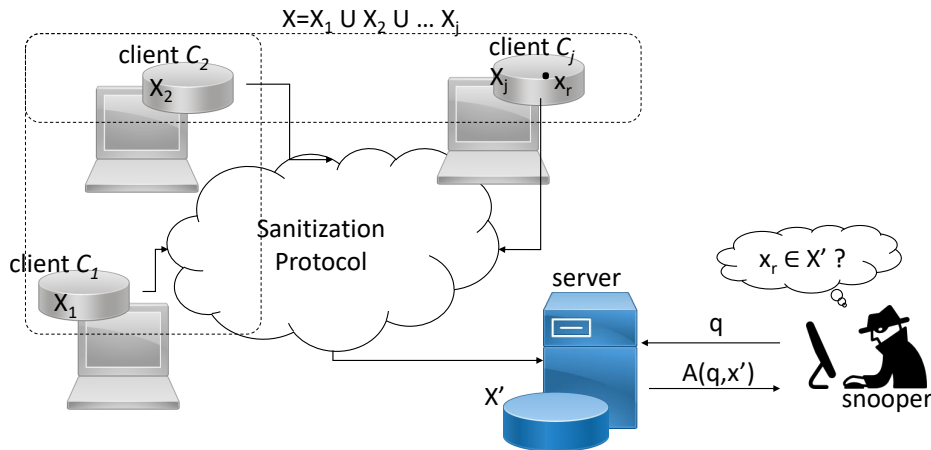 X=X₁ U X₂ U ... Xⱼ
client C₂
X₂
client Cⱼ
Xⱼ xᵣ
Sanitization
Protocol
client C₁
X₁
server
xᵣ ∈ X' ?
q
A(q,x')
X'
snooper